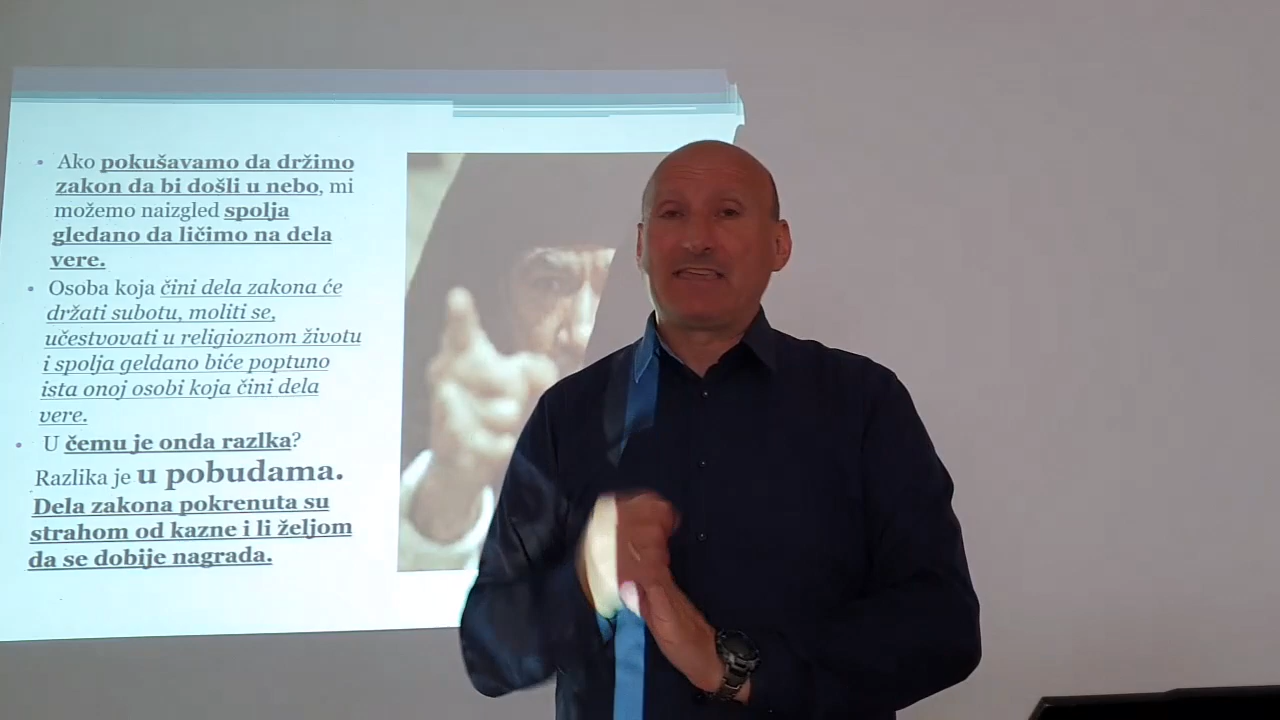 Ako pokušavamo da držimo
zakon da bi došli u nebo, mi
možemo naizgled spolja
gledano da ličimo na dela
vere.
Osoba koja čini dela zakona će
držati subotu, moliti se,
učestvovati u religioznom životu
i spolja geldano biće poptuno
ista onoj osobi koja čini dela
vere.
U čemu je onda razlka?
Razlika je u pobudama.
Dela zakona pokrenuta su
strahom od kazne i li željom
da se dobije nagrada.